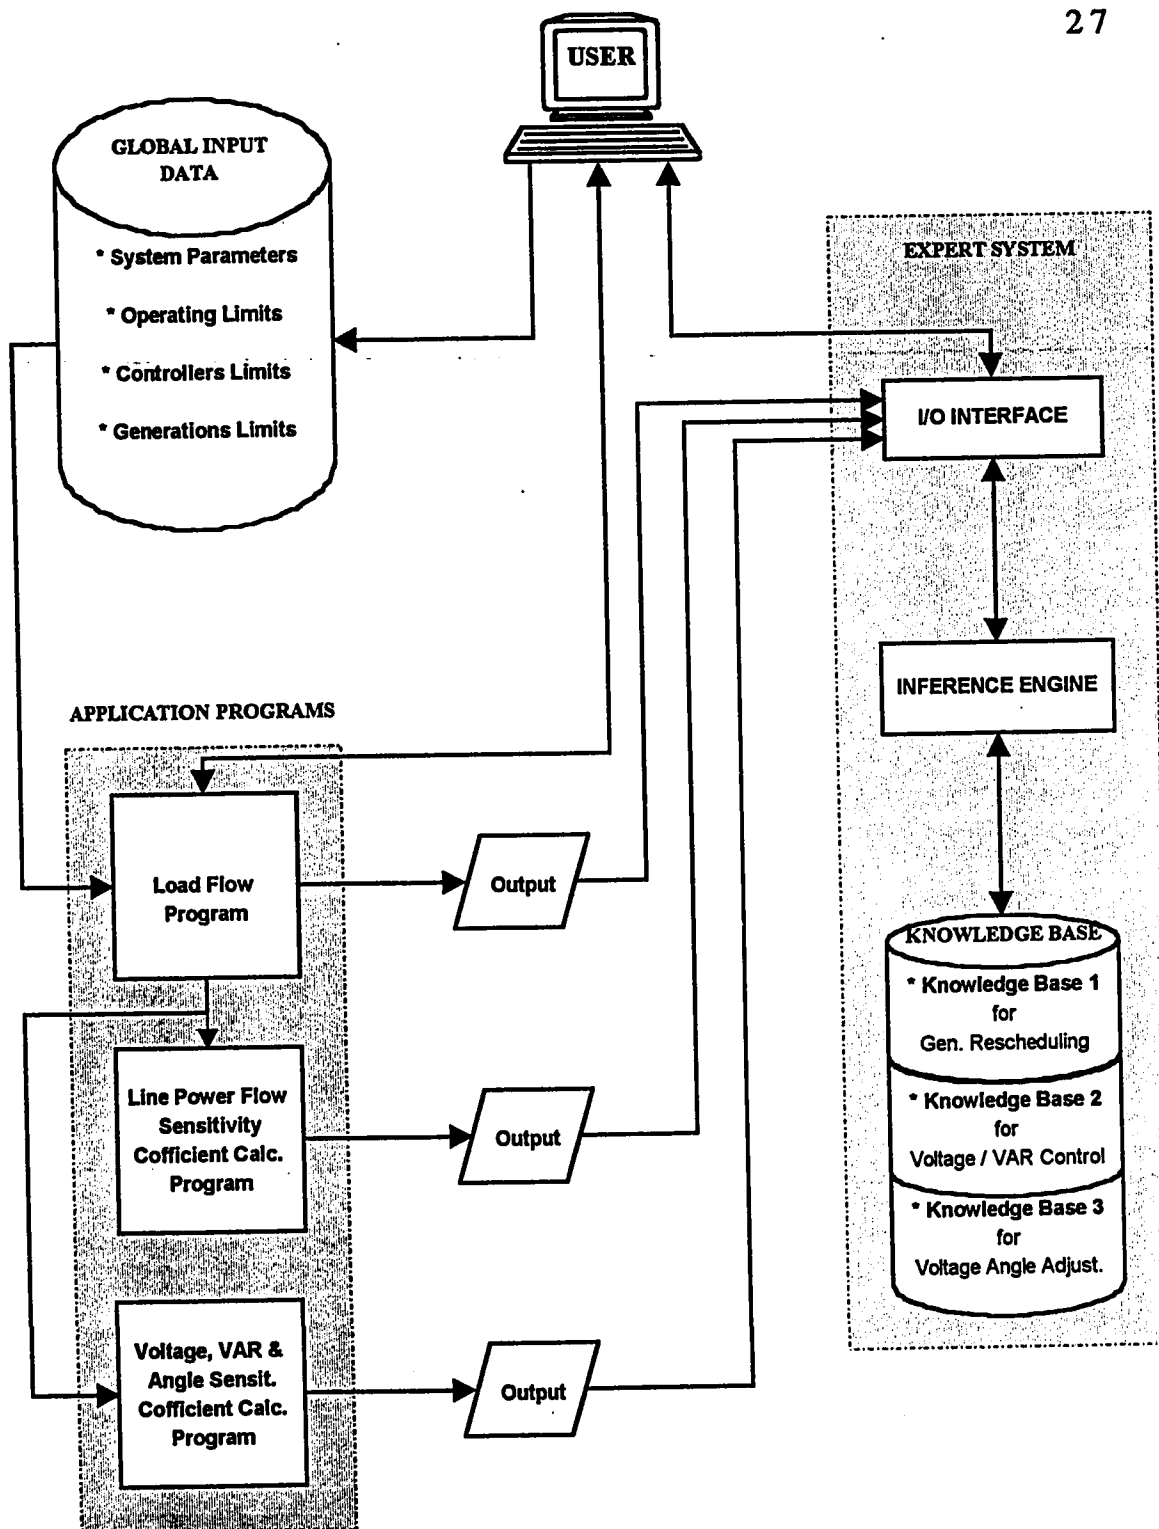 27
USER
GLOBAL INPUT
DATA
* System Parameters
* Operating Limits
* Controllers Limits
* Generations Limits
EXPERT SYSTEM
I/O INTERFACE
INFERENCE ENGINE
KNOWLEDGE BASE
* Knowledge Base 1
for
Gen. Rescheduling
* Knowledge Base 2
for
Voltage / VAR Control
* Knowledge Base 3
for
Voltage Angle Adjust.
APPLICATION PROGRAMS
Load Flow
Program
Output
Line Power Flow
Sensitivity
Cofficient Calc.
Program
Output
Voltage, VAR &
Angle Sensit.
Cofficient Calc.
Program
Output